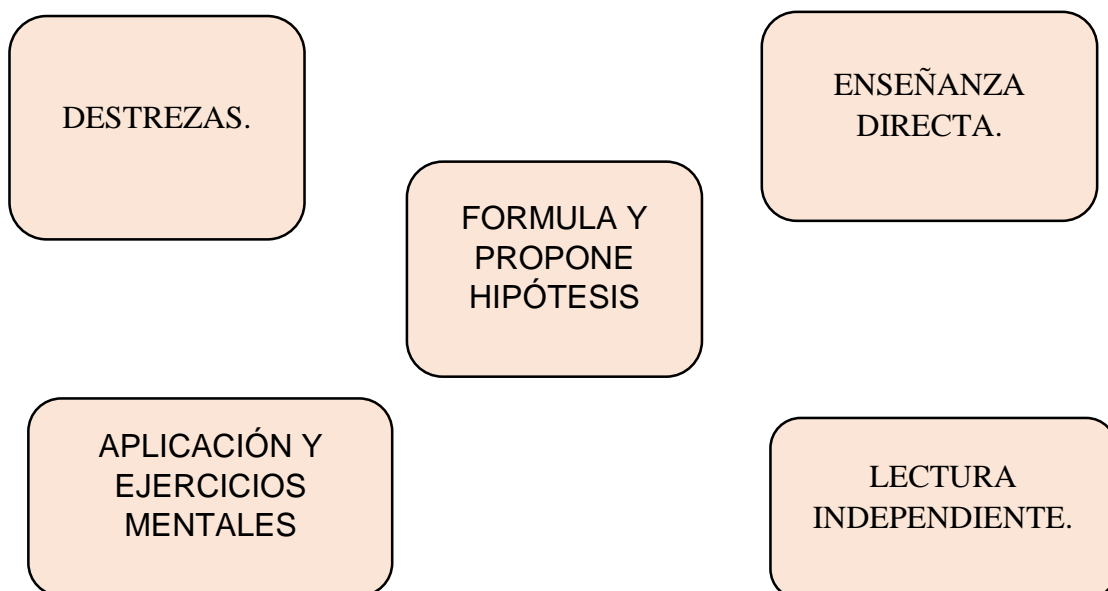 DESTREZAS.
ENSEÑANZA
DIRECTA.
FORMULA Y
PROPONE
HIPÓTESIS
APLICACIÓN Y
EJERCICIOS
MENTALES
LECTURA
INDEPENDIENTE.